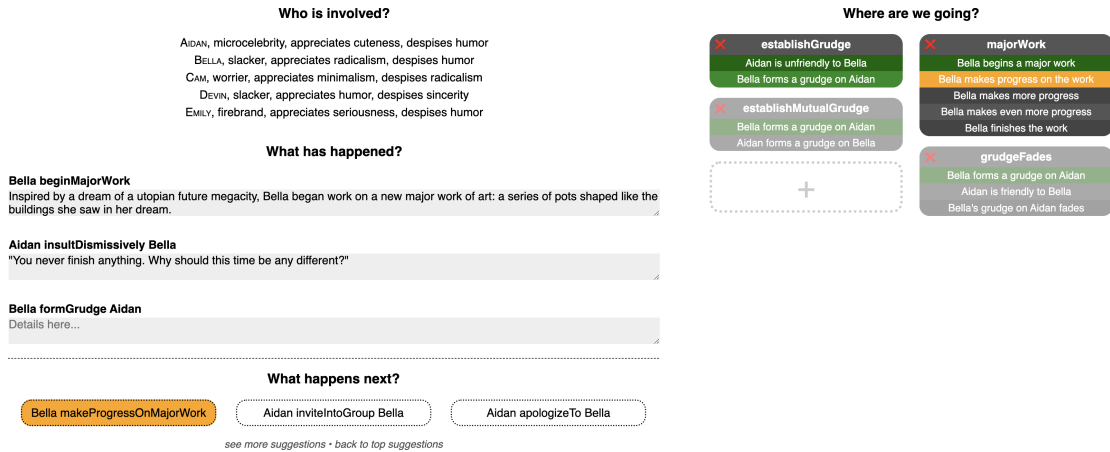 Who is involved?
Aidan, microcelebrity, appreciates cuteness, despises humor
Bella, slacker, appreciates radicalism, despises humor
Cam, worrier, appreciates minimalism, despises radicalism
Devin, slacker, appreciates humor, despises sincerity
Emily, firebrand, appreciates seriousness, despises humor
What has happened?
Bella beginMajorWork
Inspired by a dream of a utopian future megacity, Bella began work on a new major work of art: a series of pots shaped like the
buildings she saw in her dream.
Aidan insultDismissively Bella
"You never finish anything. Why should this time be any different?"
Bella formGrudge Aidan
Details here...
What happens next?
Bella makeProgressOnMajorWork
Aidan inviteIntoGroup Bella
Aidan apologizeTo Bella
see more suggestions • back to top suggestions
Where are we going?
establishGrudge
Aidan is unfriendly to Bella
Bella forms a grudge on Aidan
establishMutualGrudge
Bella forms a grudge on Aidan
Aidan forms a grudge on Bella
+
majorWork
Bella begins a major work
Bella makes progress on the work
Bella makes more progress
Bella makes even more progress
Bella finishes the work
grudgeFades
Bella forms a grudge on Aidan
Aidan is friendly to Bella
Bella's grudge on Aidan fades